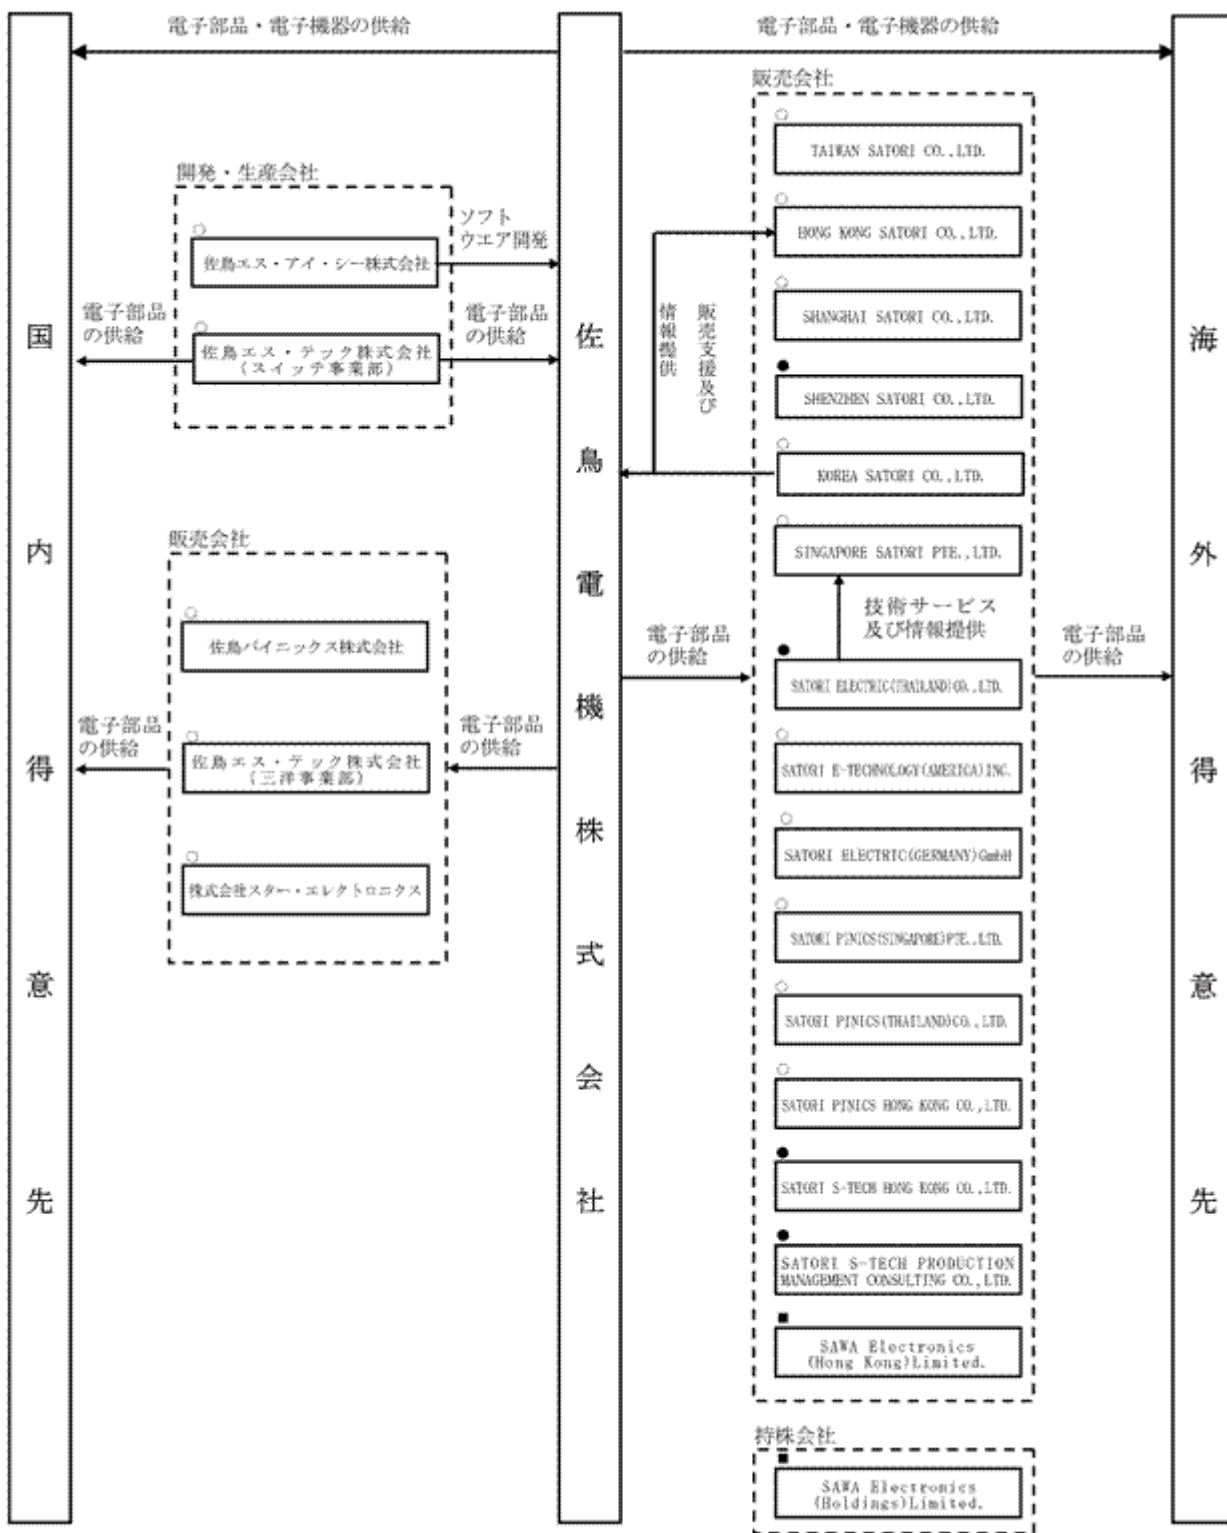 電子部品・電子機器の供給
電子部品・電子機器の供給
国内得意先
佐鳥電機株式会社
海外得意先
開発・生産会社
佐鳥エス・アイ・シー株式会社
ソフト
ウエア開発
佐鳥エス・テック株式会社
(スイッチ事業部)
電子部品
の供給
電子部品
の供給
販売会社
佐鳥パイニックス株式会社
佐鳥エス・テック株式会社
(三洋事業部)
株式会社スター・エレクトロニクス
電子部品
の供給
電子部品
の供給
販売会社
TAIWAN SATORI CO.,LTD.
HONG KONG SATORI CO.,LTD.
SHANGHAI SATORI CO.,LTD.
SHENZHEN SATORI CO.,LTD.
KOREA SATORI CO.,LTD.
販売支援及び
情報提供
SINGAPORE SATORI PTE.,LTD.
技術サービス
及び情報提供
電子部品
の供給
電子部品
の供給
SATORI ELECTRIC(THAILAND)CO.,LTD.
SATORI E-TECHNOLOGY(AMERICA)INC.
SATORI ELECTRIC(GERMANY)GmbH
SATORI PINICS(SINGAPORE)PTE.,LTD.
SATORI PINICS(THAILAND)CO.,LTD.
SATORI PINICS HONG KONG CO.,LTD.
SATORI S-TECH HONG KONG CO.,LTD.
SATORI S-TECH PRODUCTION
MANAGEMENT CONSULTING CO.,LTD.
SAWA Electronics
(Hong Kong)Limited.
持株会社
SAWA Electronics
(Holdings)Limited.